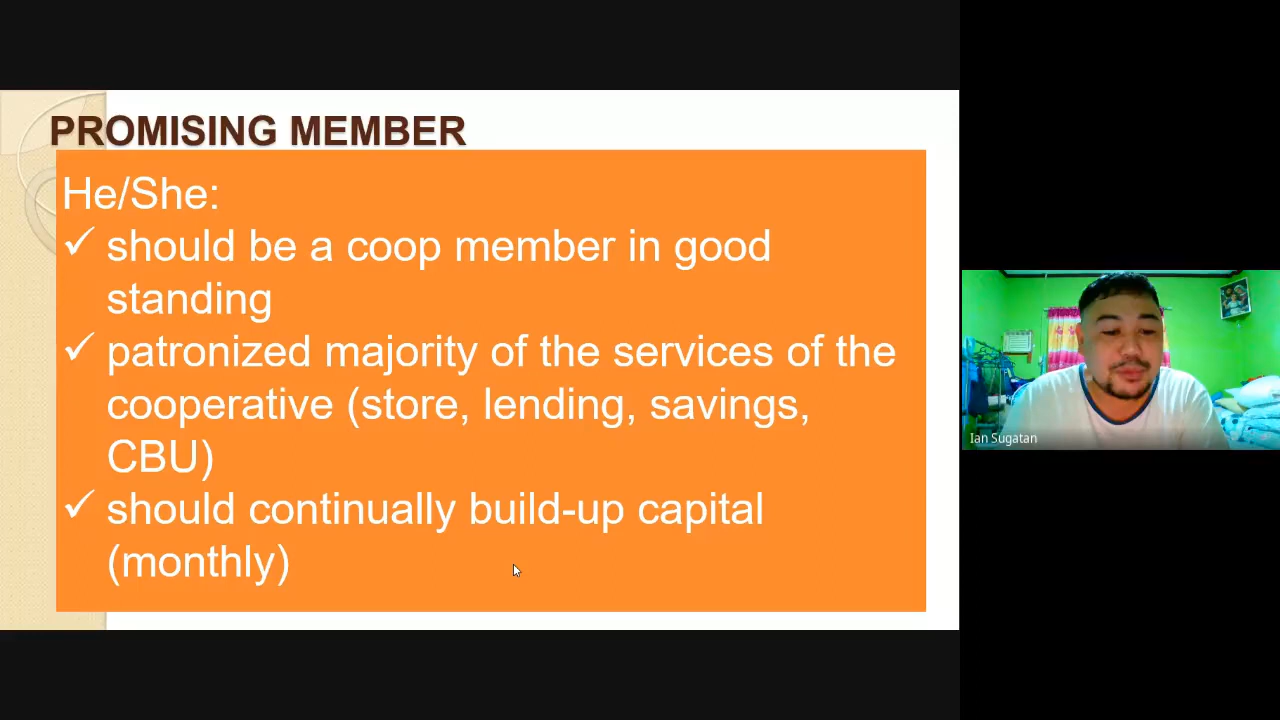 PROMISING MEMBER
He/She:
✓ should be a coop member in good
standing
✓ patronized majority of the services of the
cooperative (store, lending, savings,
CBU)
✓ should continually build-up capital
(monthly)
Ian Sugatan